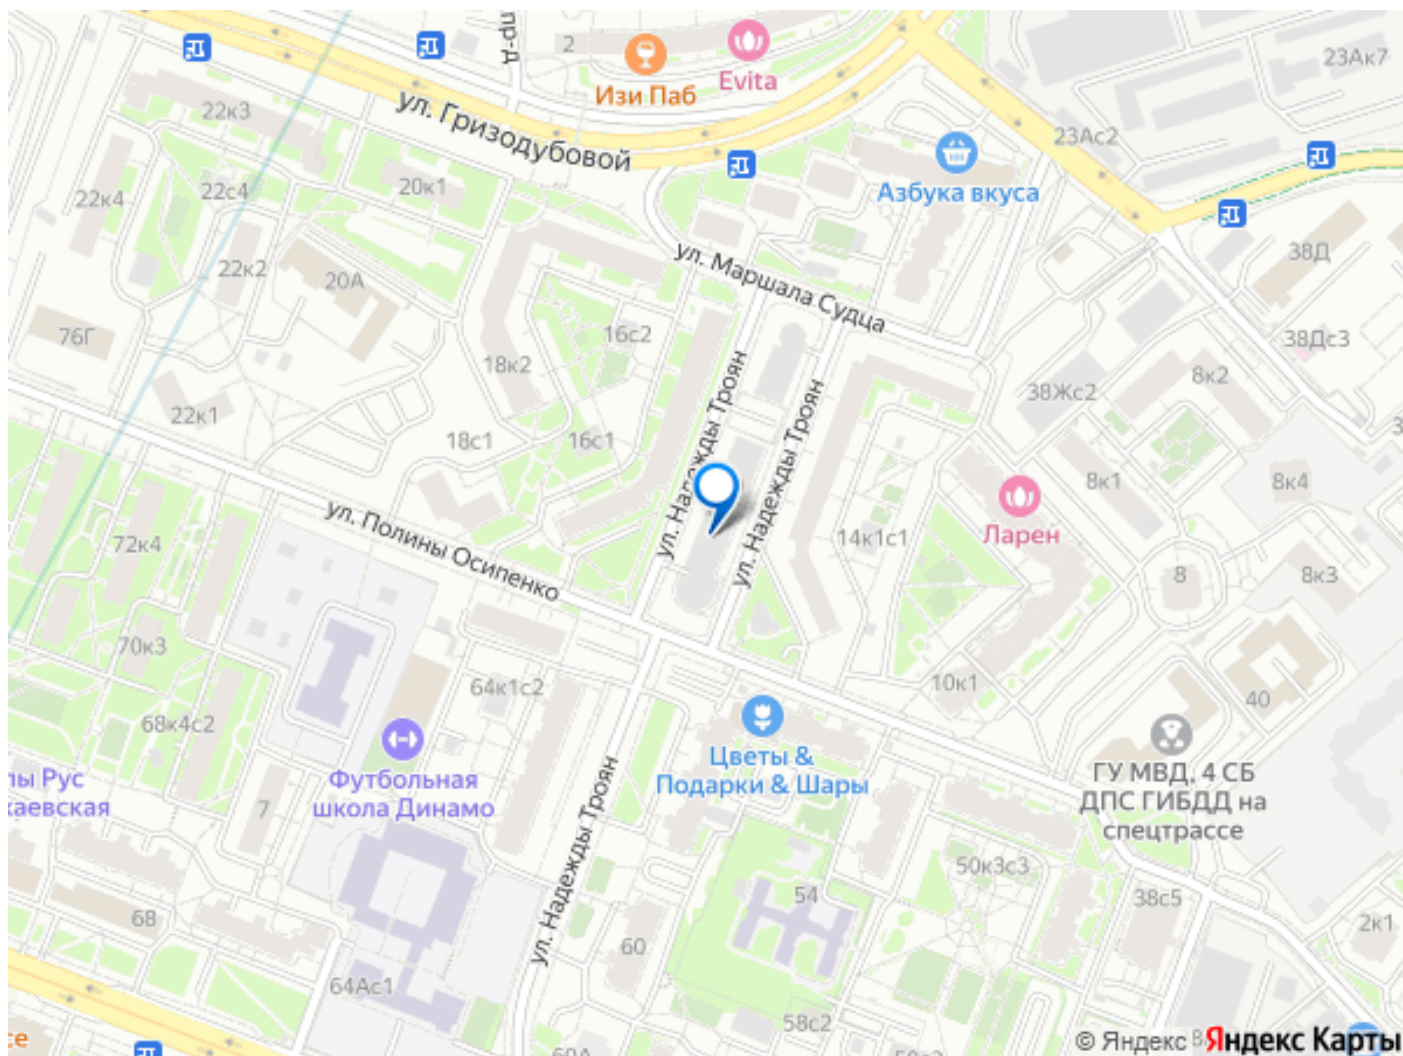 пр-д
2
Изи Паб
Evita
23Ак7
ул. Гризодубовой
22к3
23Ас2
22к4
22с4
20к1
Азбука вкуса
22к2
20А
ул. Маршала Судца
38Д
76Г
16с2
38Дс3
18к2
8к2
38Жс2
22к1
18с1
16с1
ул. Надежды Троян
ул. Надежды Троян
8к1
8к4
Ларен
ул. Полины Осипенко
72к4
14к1с1
8
8к3
70к3
64к1с2
10к1
40
68к4с2
Футбольная
школа Динамо
Цветы &
Подарки & Шары
ГУ МВД, 4 СБ
ДПС ГИБДД на
спецтрассе
лы Рус
каевская
7
ул. Надежды Троян
50к3с3
54
38с5
68
60
2к1
64Ас1
58с2
© Яндекс
Яндекс Карты